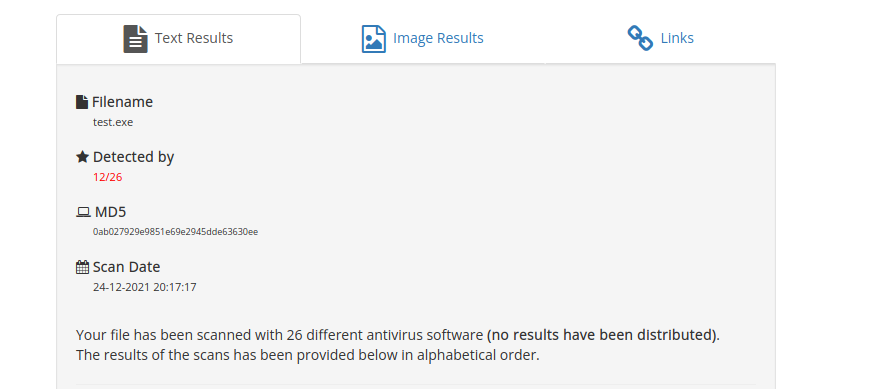 Text Results Image Results Links
Filename
test.exe
Detected by
12/26
MD5
0ab027929e9851e69e2945dde63630ee
Scan Date
24-12-2021 20:17:17
Your file has been scanned with 26 different antivirus software (no results have been distributed).
The results of the scans has been provided below in alphabetical order.